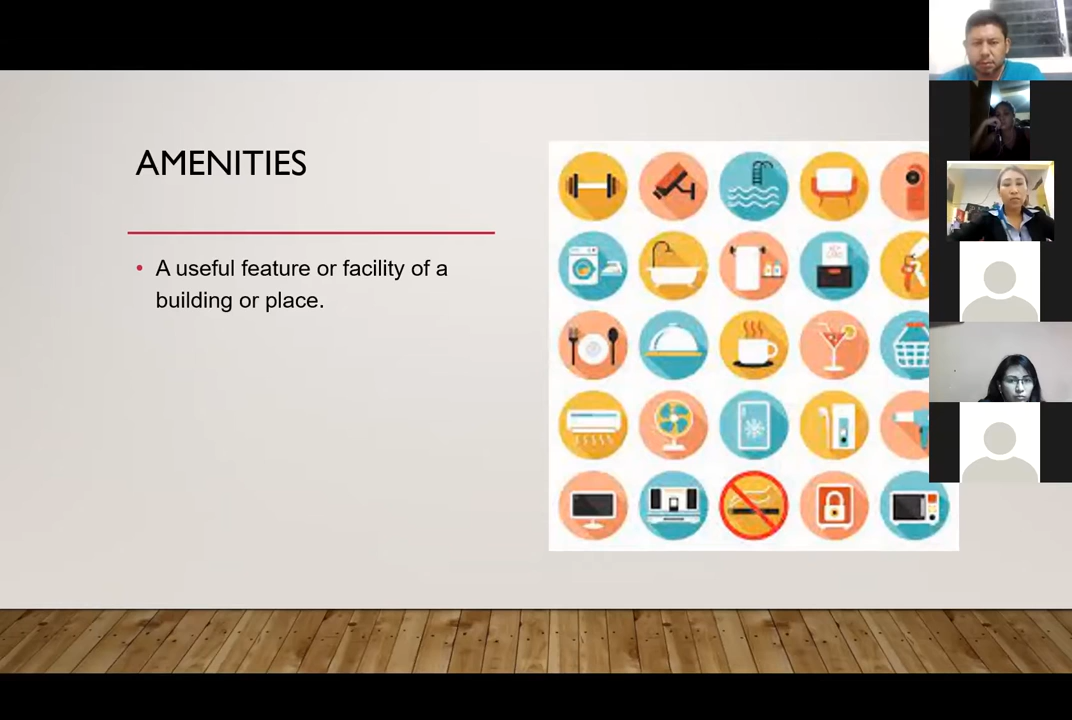 AMENITIES
• A useful feature or facility of a
building or place.